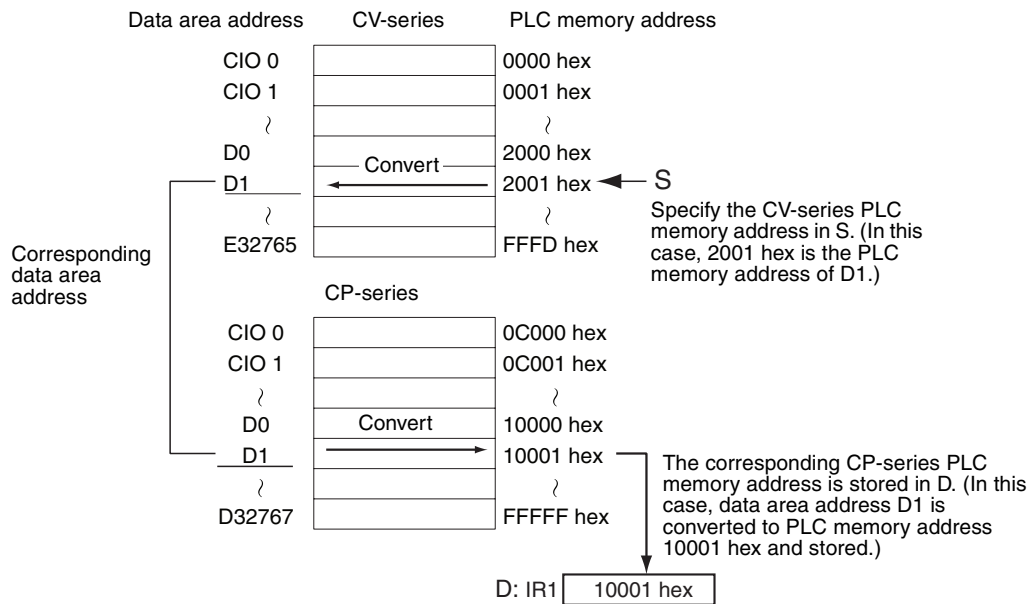 Data area address CV-series PLC memory address
CIO 0 0000 hex
CIO 1 0001 hex
D0 2000 hex
Convert
D1 2001 hex S
Specify the CV-series PLC
memory address in S. (In this
case, 2001 hex is the PLC
memory address of D1.)
E32765 FFFD hex
Corresponding
data area
address
CP-series
CIO 0 0C000 hex
CIO 1 0C001 hex
D0 Convert 10000 hex
D1 10001 hex
The corresponding CP-series PLC
memory address is stored in D. (In this
case, data area address D1 is
converted to PLC memory address
10001 hex and stored.)
D32767 FFFFF hex
D: IR1 10001 hex